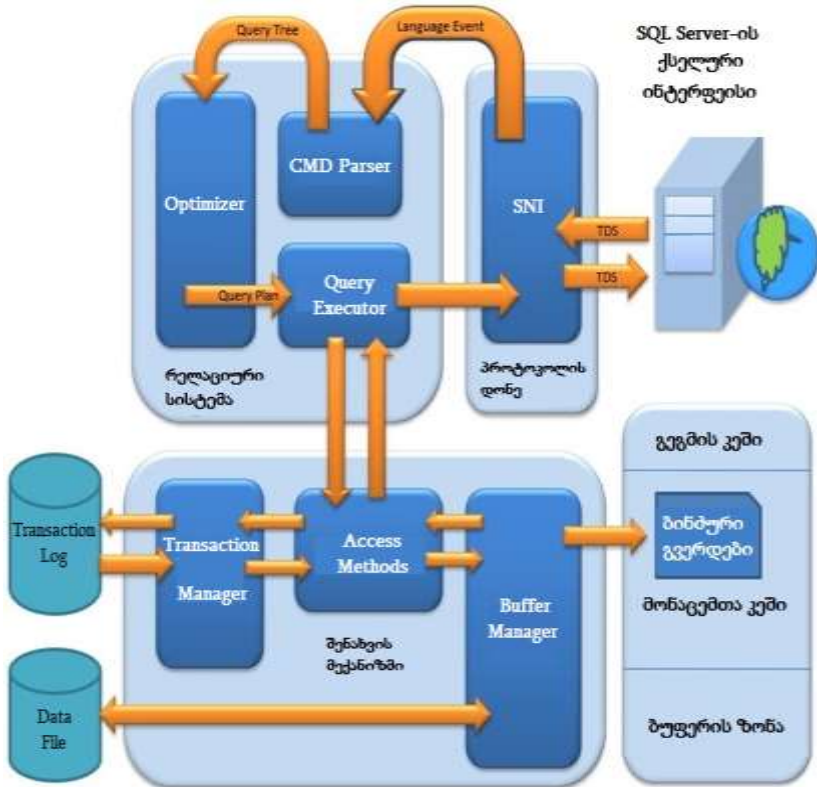 Query Tree
Language Event
SQL Server-ის
ქსელური
ინტერფეისი
CMD Parser
Optimizer
SNI
TDS
TDS
Query Plan
Query
Executor
რელაციური
სისტემა
პროტოკოლის
დონე
გეგმის კეში
Transaction
Log
Transaction
Manager
Access
Methods
Buffer
Manager
ბინძური
გვერდები
მონაცემთა კეში
შენახვის
მექანიზმი
Data
File
ბუფერის ზონა